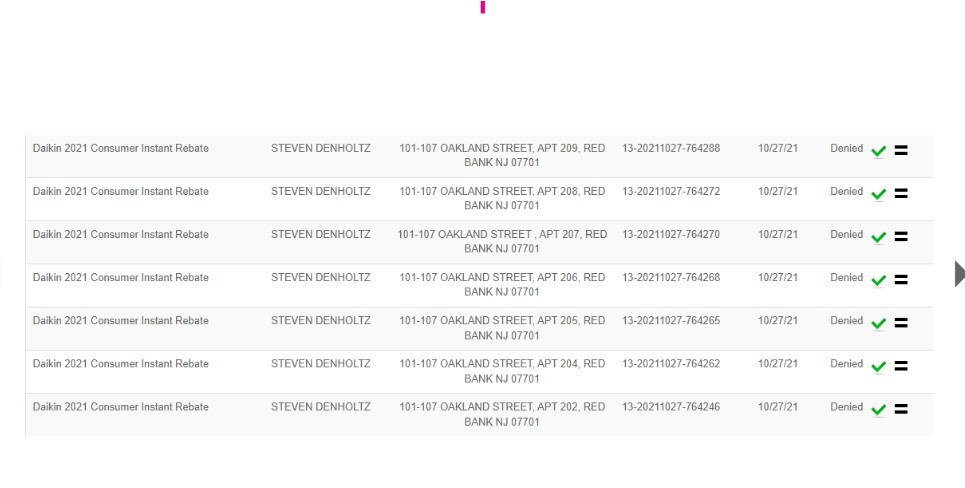 Daikin 2021 Consumer Instant Rebate STEVEN DENHOLTZ 101-107 OAKLAND STREET, APT 209, RED 13-20211027-764288 10/27/21 Denied
BANK NJ 07701
Daikin 2021 Consumer Instant Rebate STEVEN DENHOLTZ 101-107 OAKLAND STREET, APT 208, RED 13-20211027-764272 10/27/21 Denied
BANK NJ 07701
Daikin 2021 Consumer Instant Rebate STEVEN DENHOLTZ 101-107 OAKLAND STREET , APT 207, RED 13-20211027-764270 10/27/21 Denied
BANK NJ 07701
Daikin 2021 Consumer Instant Rebate STEVEN DENHOLTZ 101-107 OAKLAND STREET, APT 206, RED 13-20211027-764268 10/27/21 Denied
BANK NJ 07701
Daikin 2021 Consumer Instant Rebate STEVEN DENHOLTZ 101-107 OAKLAND STREET, APT 205, RED 13-20211027-764265 10/27/21 Denied
BANK NJ 07701
Daikin 2021 Consumer Instant Rebate STEVEN DENHOLTZ 101-107 OAKLAND STREET, APT 204, RED 13-20211027-764262 10/27/21 Denied
BANK NJ 07701
Daikin 2021 Consumer Instant Rebate STEVEN DENHOLTZ 101-107 OAKLAND STREET, APT 202, RED 13-20211027-764246 10/27/21 Denied
BANK NJ 07701